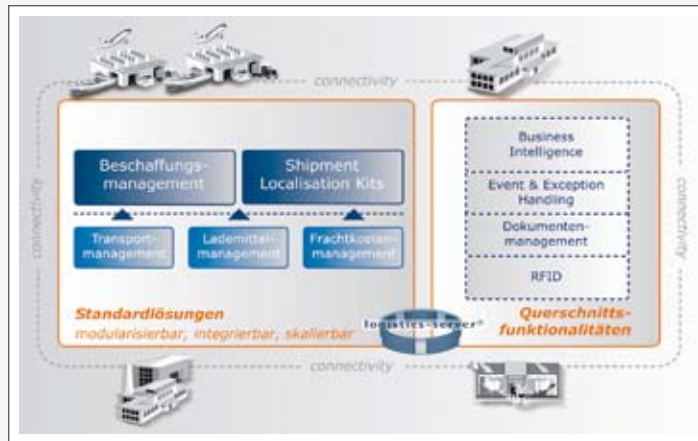 connectivity
connectivity
connectivity
Beschaffungs-
management
Shipment
Localisation Kits
Transport-
management
Lademittel-
management
Frachtkosten-
management
Standardlösungen
modularisierbar, integrierbar, skalierbar
Business
Intelligence
Event & Exception
Handling
Dokumenten-
management
RFID
Querschnitts-
funktionalitäten
logistics-server®
connectivity